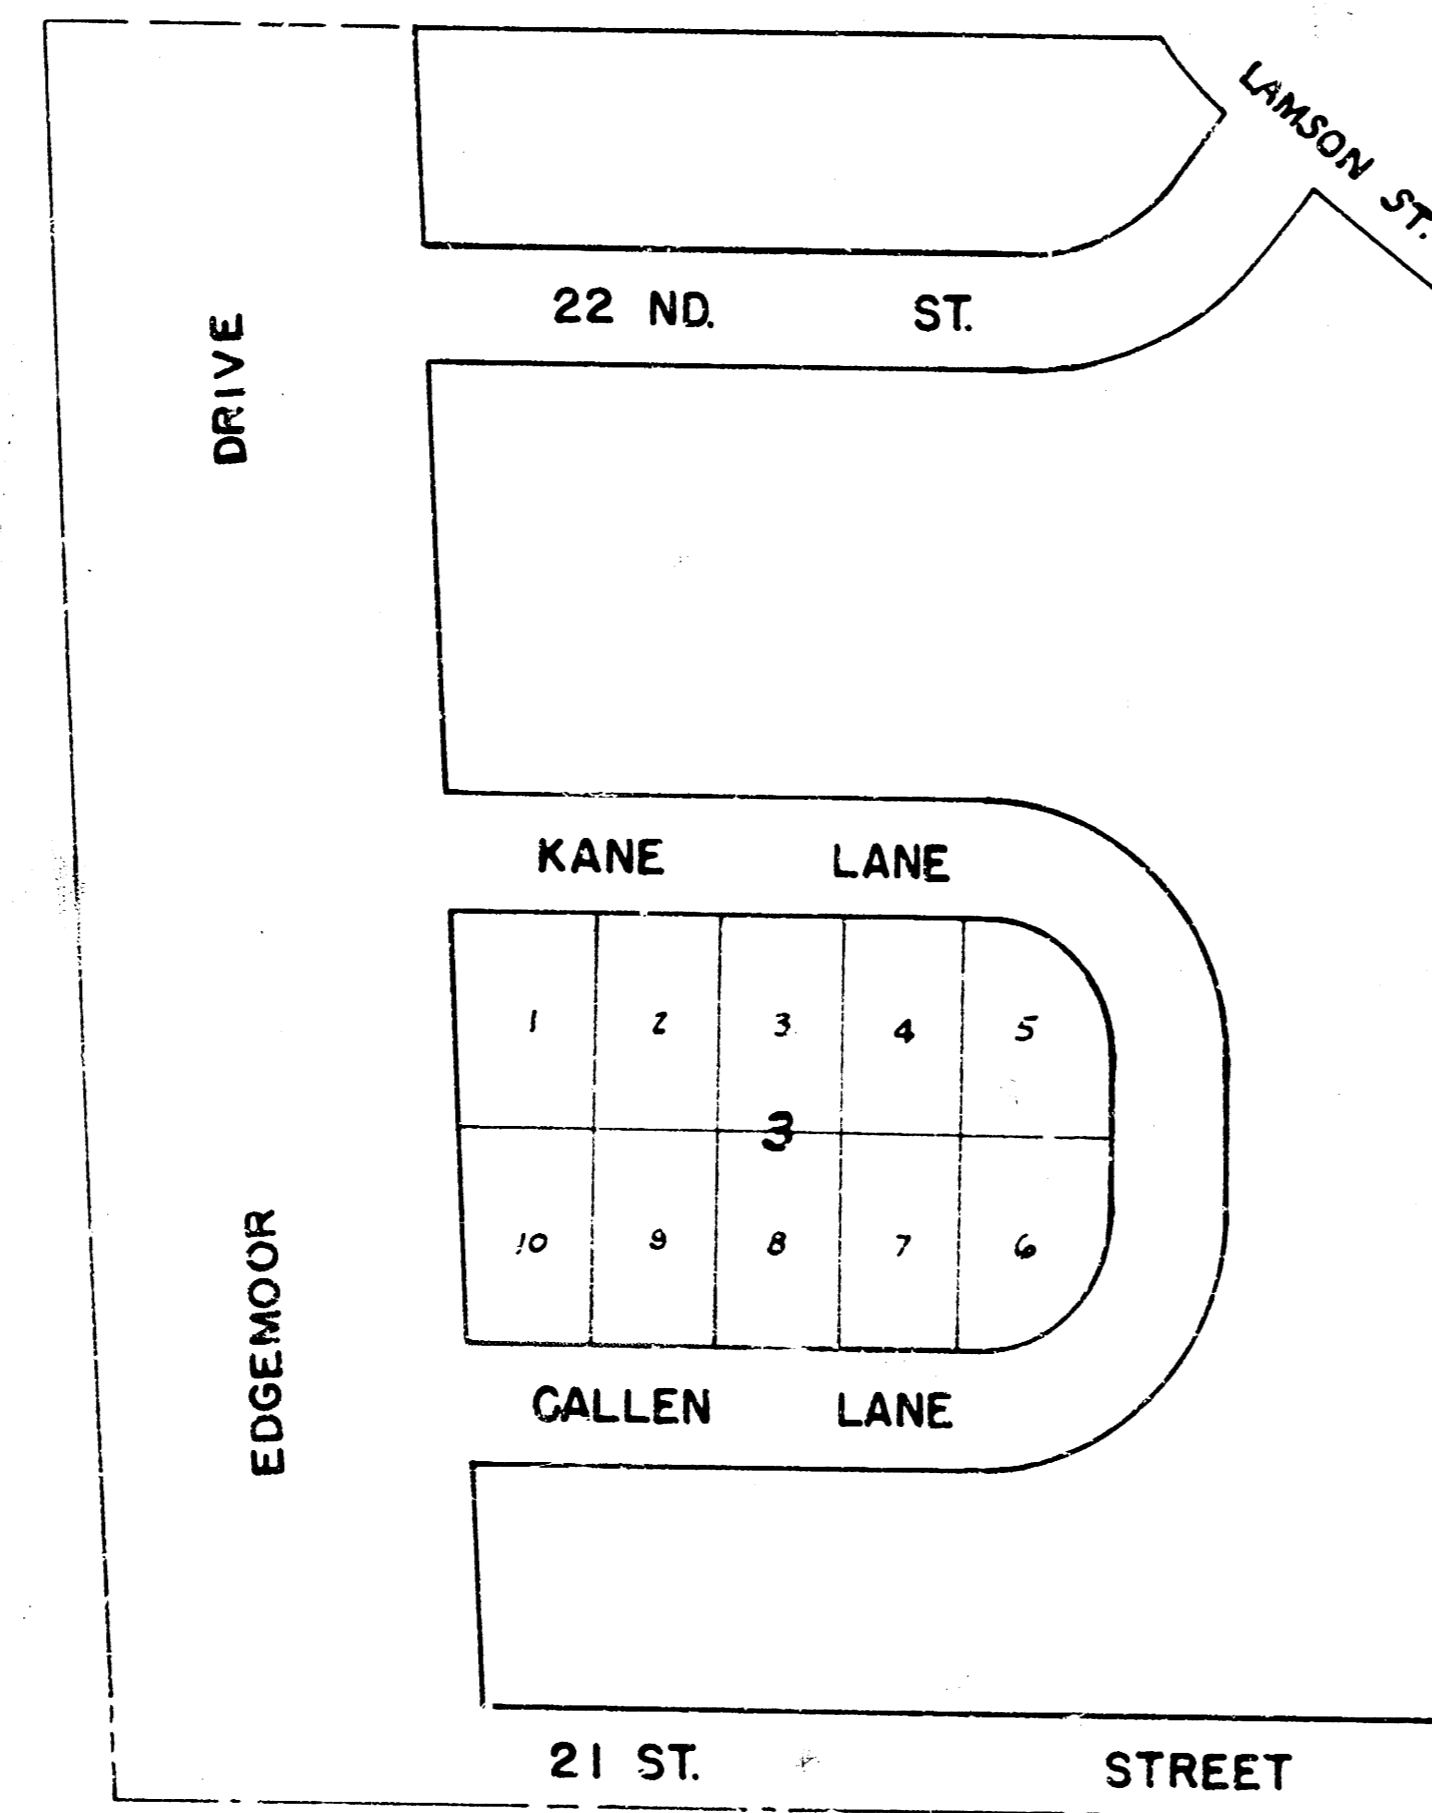 LAMSON ST.
22 ND. ST.
DRIVE
KANE LANE
1 2 3 4 5
3
10 9 8 7 6
EDGEMOOR
CALLEN LANE
21 ST. STREET